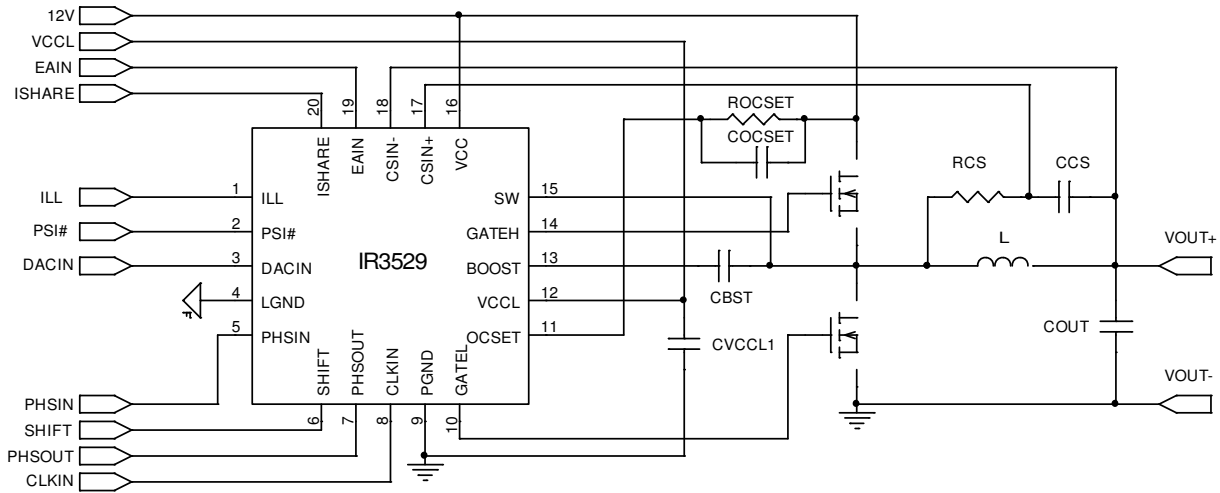 12V
VCCL
EAIN
ISHARE
20
19
18
17
16
ISHARE
EAIN
CSIN-
CSIN+
VCC
ROCSET
COCSET
RCS
CCS
ILL
1
ILL
SW
15
PSI#
2
PSI#
GATEH
14
L
VOUT+
DACIN
3
DACIN
IR3529
BOOST
13
CBST
4
LGND
VCCL
12
5
PHSIN
OCSET
11
CVCCL1
COUT
SHIFT
PHSOUT
CLKIN
PGND
GATEL
VOUT-
PHSIN
6
7
8
9
10
SHIFT
PHSOUT
CLKIN